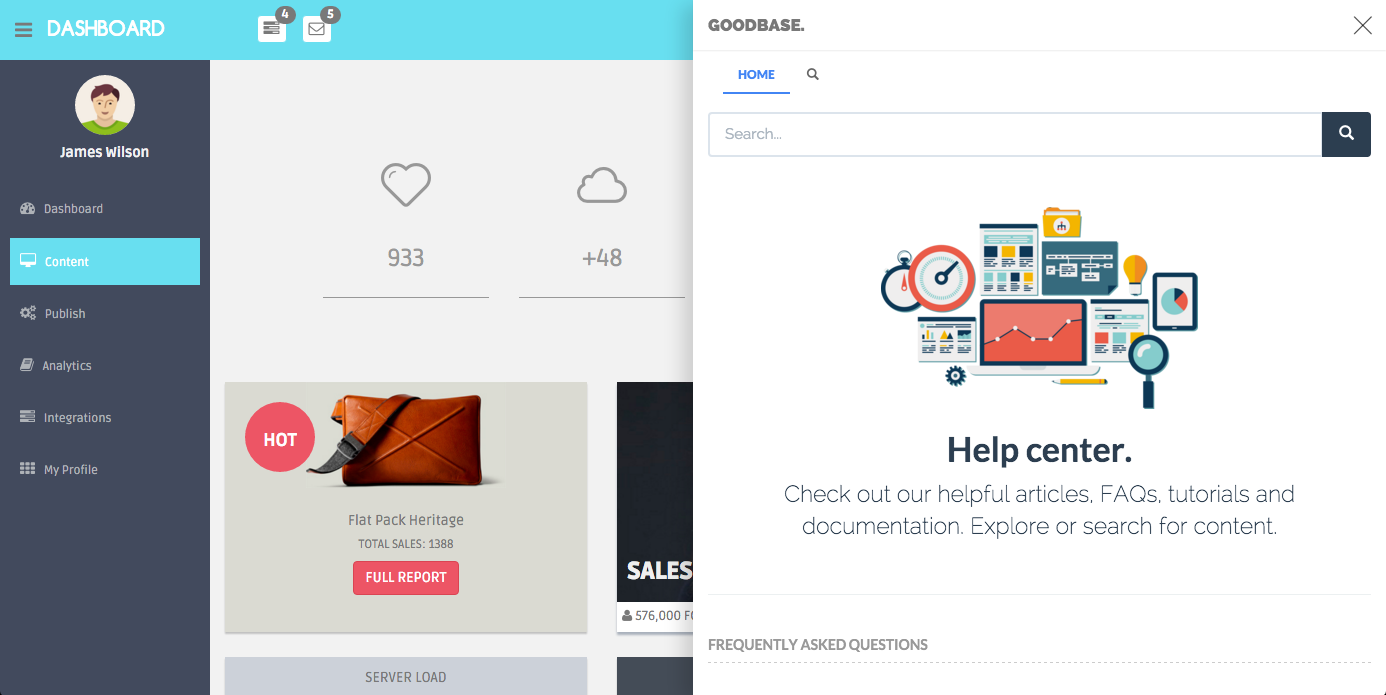 DASHBOARD
4
5
James Wilson
Dashboard
Content
Publish
Analytics
Integrations
My Profile
933
+48
HOT
Flat Pack Heritage
TOTAL SALES: 1388
FULL REPORT
SALES
576,000 FO
SERVER LOAD
GOODBASE.
HOME
Search...
Help center.
Check out our helpful articles, FAQs, tutorials and
documentation. Explore or search for content.
FREQUENTLY ASKED QUESTIONS